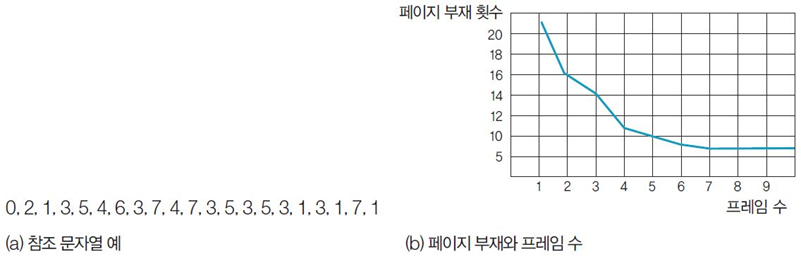 페이지 부재 횟수
20
18
16
14
12
10
5
1 2 3 4 5 6 7 8 9
프레임 수
0, 2, 1, 3, 5, 4, 6, 3, 7, 4, 7, 3, 5, 3, 5, 3, 1, 3, 1, 7, 1
(a) 참조 문자열 예
(b) 페이지 부재와 프레임 수